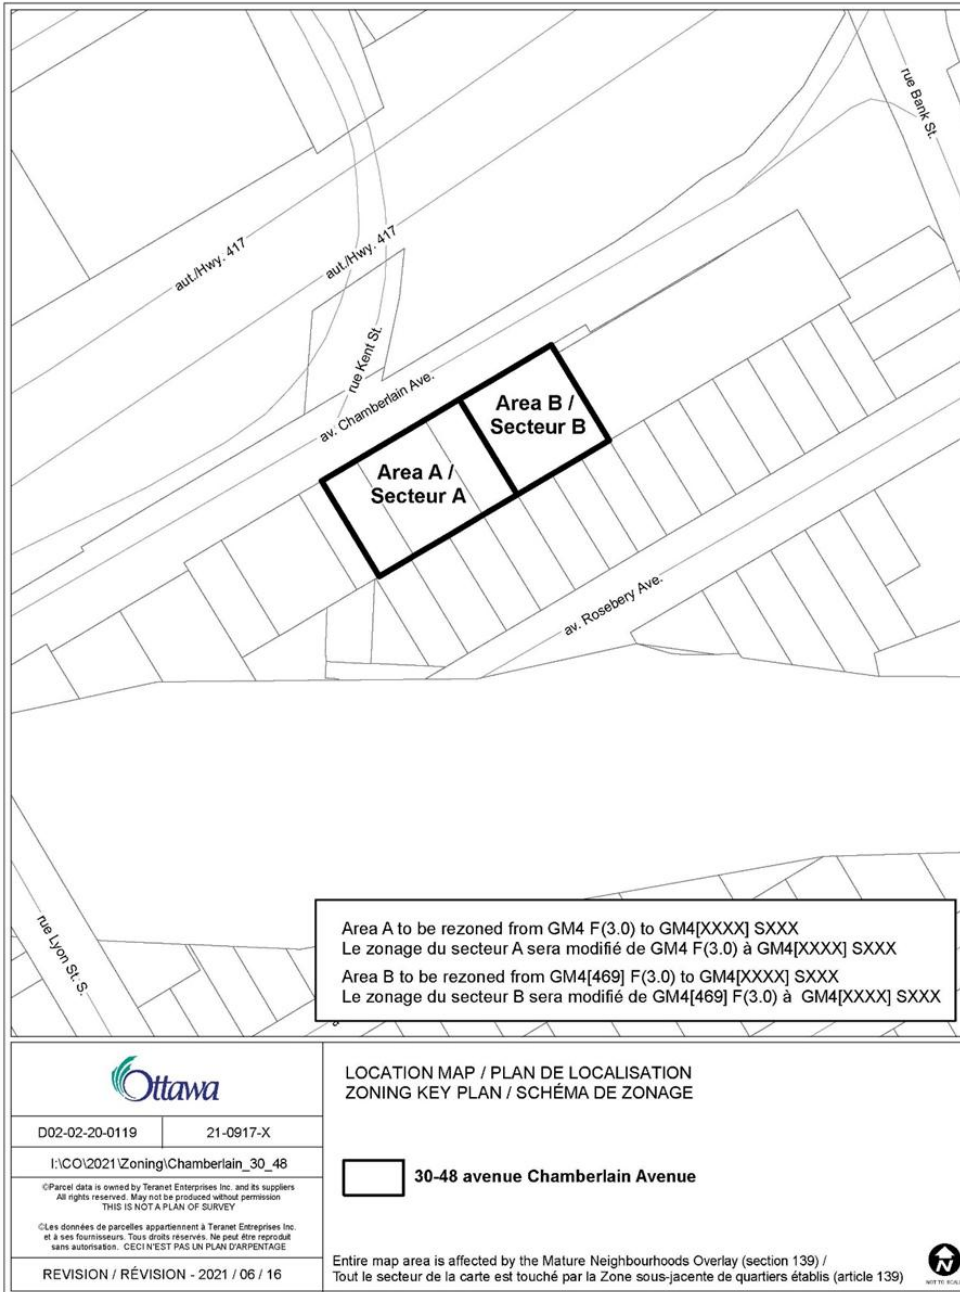 rue Bank St.
aut./Hwy. 417
aut./Hwy. 417
rue Kent St.
av. Chamberlain Ave.
Area B /
Secteur B
Area A /
Secteur A
av. Rosebery Ave.
rue Lyon St. S.
Area A to be rezoned from GM4 F(3.0) to GM4[XXXX] SXXX
Le zonage du secteur A sera modifié de GM4 F(3.0) à GM4[XXXX] SXXX
Area B to be rezoned from GM4[469] F(3.0) to GM4[XXXX] SXXX
Le zonage du secteur B sera modifié de GM4[469] F(3.0) à GM4[XXXX] SXXX
Ottawa
D02-02-20-0119
21-0917-X
I:\CO\2021\Zoning\Chamberlain_30_48
©Parcel data is owned by Teranet Enterprises Inc. and its suppliers
All rights reserved. May not be produced without permission
THIS IS NOT A PLAN OF SURVEY
©Les données de parcelles appartiennent à Teranet Entreprises Inc.
et à ses fournisseurs. Tous droits réservés. Ne peut être reproduit
sans autorisation. CECI N'EST PAS UN PLAN D'ARPENTAGE
REVISION / RÉVISION - 2021 / 06 / 16
LOCATION MAP / PLAN DE LOCALISATION
ZONING KEY PLAN / SCHÉMA DE ZONAGE
30-48 avenue Chamberlain Avenue
Entire map area is affected by the Mature Neighbourhoods Overlay (section 139) /
Tout le secteur de la carte est touché par la Zone sous-jacente de quartiers établis (article 139)
N
NOT TO SCALE